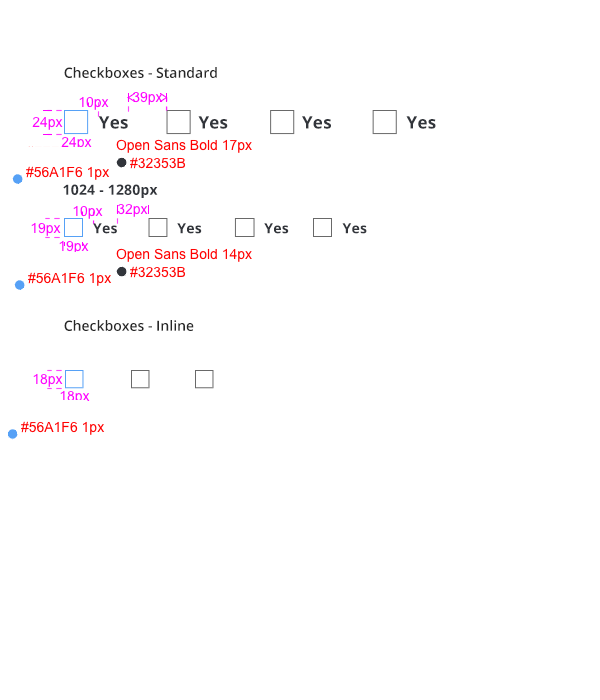 Checkboxes - Standard
10px
39px
24px
Yes
Yes
Yes
Yes
24px
Open Sans Bold 17px
#32353B
#56A1F6 1px
1024 - 1280px
10px
32px
19px
Yes
Yes
Yes
Yes
19px
Open Sans Bold 14px
#32353B
#56A1F6 1px
Checkboxes - Inline
18px
18px
#56A1F6 1px